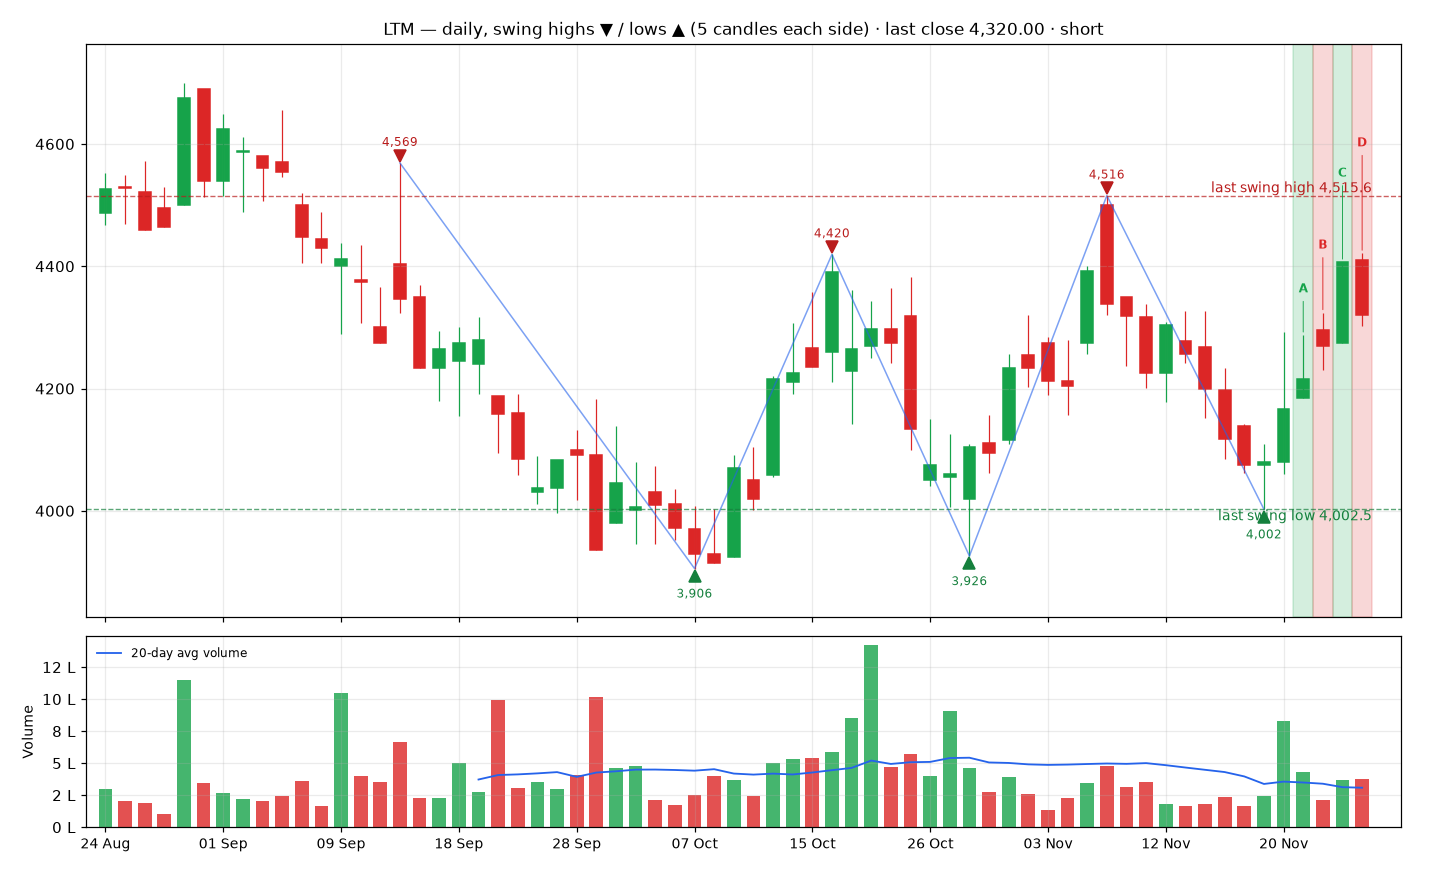 LTM — daily, swing highs ▼ / lows ▲ (5 candles each side) · last close 4,320.00 · short
4600
4400
4200
4000
4,569
4,420
4,516
3,906
3,926
4,002
last swing high 4,515.6
last swing low 4,002.5
A
B
C
D
Volume
20-day avg volume
12 L
10 L
8 L
5 L
2 L
0 L
24 Aug
01 Sep
09 Sep
18 Sep
28 Sep
07 Oct
15 Oct
26 Oct
03 Nov
12 Nov
20 Nov